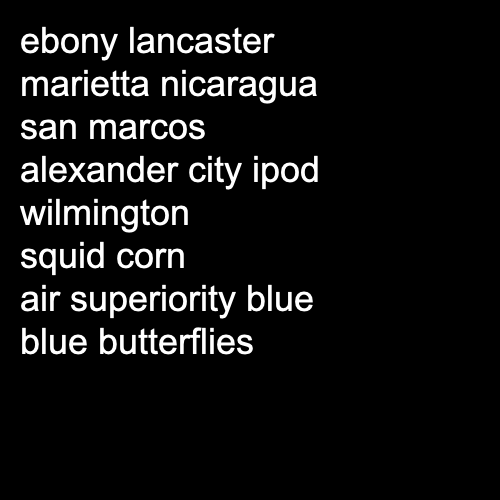 ebony lancaster
marietta nicaragua
san marcos
alexander city ipod
wilmington
squid corn
air superiority blue
blue butterflies